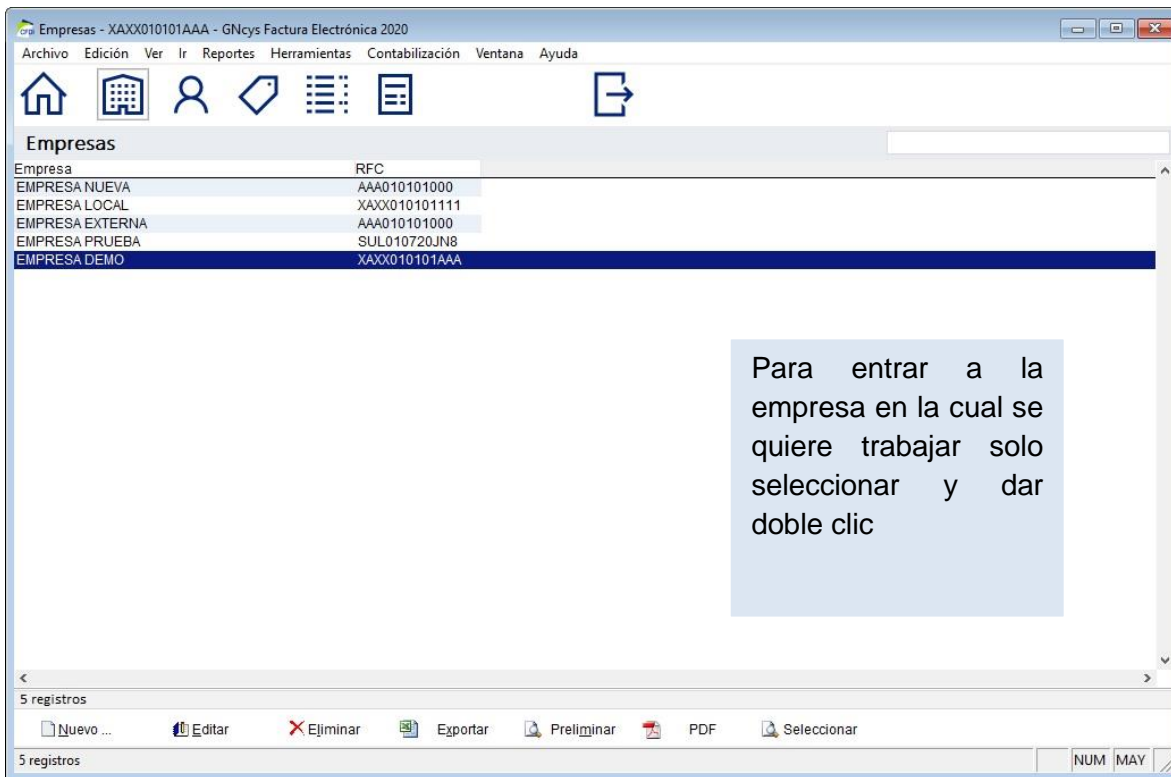 Empresas - XAXX010101AAA - GNcys Factura Electrónica 2020
Archivo Edición Ver Ir Reportes Herramientas Contabilización Ventana Ayuda
Empresas
Empresa RFC
EMPRESA NUEVA AAA010101000
EMPRESA LOCAL XAXX010101111
EMPRESA EXTERNA AAA010101000
EMPRESA PRUEBA SUL010720JN8
EMPRESA DEMO XAXX010101AAA
Para entrar a la
empresa en la cual se
quiere trabajar solo
seleccionar y dar
doble clic
5 registros
Nuevo ... Editar Eliminar Exportar Preliminar PDF Seleccionar
5 registros NUM MAY